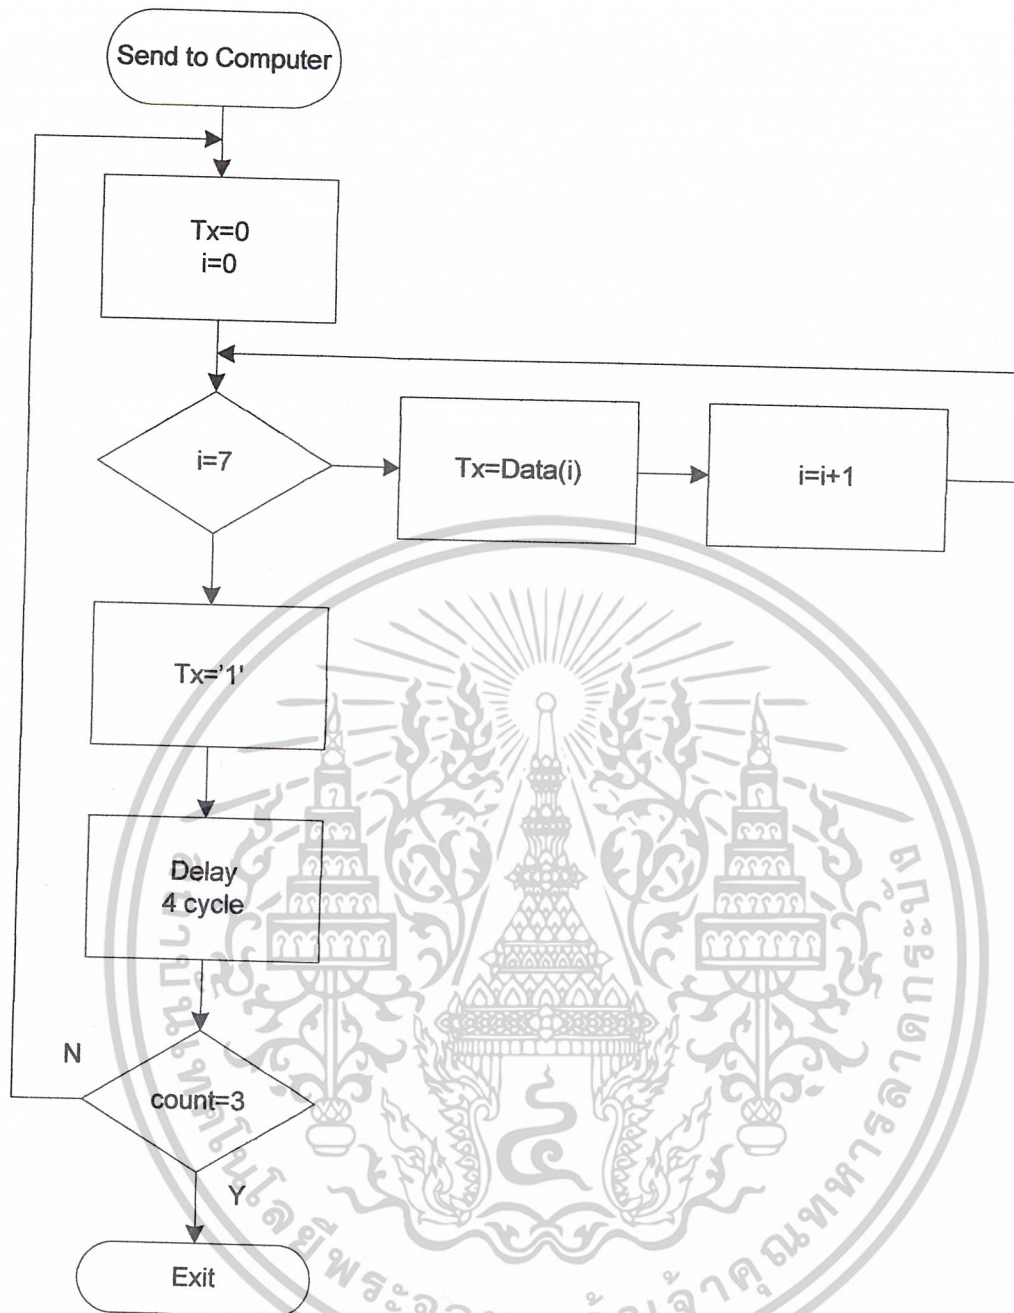 Send to Computer
Tx=0
i=0
i=7
Tx=Data(i)
i=i+1
Tx='1'
Delay
4 cycle
N
count=3
Y
Exit